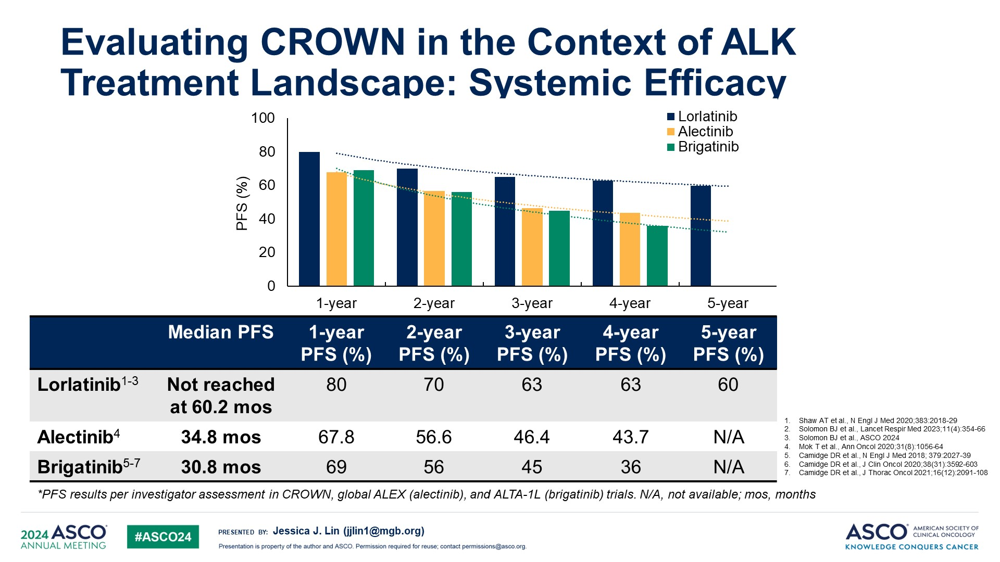 Evaluating CROWN in the Context of ALK
Treatment Landscape: Systemic Efficacy
100
80
60
40
20
0
PFS (%)
Lorlatinib
Alectinib
Brigatinib
1-year 2-year 3-year 4-year 5-year
Median PFS 1-year PFS (%) 2-year PFS (%) 3-year PFS (%) 4-year PFS (%) 5-year PFS (%)
Lorlatinib1-3 Not reached at 60.2 mos 80 70 63 63 60
Alectinib4 34.8 mos 67.8 56.6 46.4 43.7 N/A
Brigatinib5-7 30.8 mos 69 56 45 36 N/A
1. Shaw AT et al., N Engl J Med 2020;383:2018-29
2. Solomon BJ et al., Lancet Respir Med 2023;11(4):354-66
3. Solomon BJ et al., ASCO 2024
4. Mok T et al., Ann Oncol 2020;31(8):1056-64
5. Camidge DR et al., N Engl J Med 2018; 379:2027-39
6. Camidge DR et al., J Clin Oncol 2020;38(31):3592-603
7. Camidge DR et al., J Thorac Oncol 2021;16(12):2091-108
*PFS results per investigator assessment in CROWN, global ALEX (alectinib), and ALTA-1L (brigatinib) trials. N/A, not available; mos, months
2024 ASCO
ANNUAL MEETING
#ASCO24
PRESENTED BY: Jessica J. Lin (jjlin1@mgb.org)
Presentation is property of the author and ASCO. Permission required for reuse; contact permissions@asco.org.
ASCO AMERICAN SOCIETY OF
CLINICAL ONCOLOGY
KNOWLEDGE CONQUERS CANCER